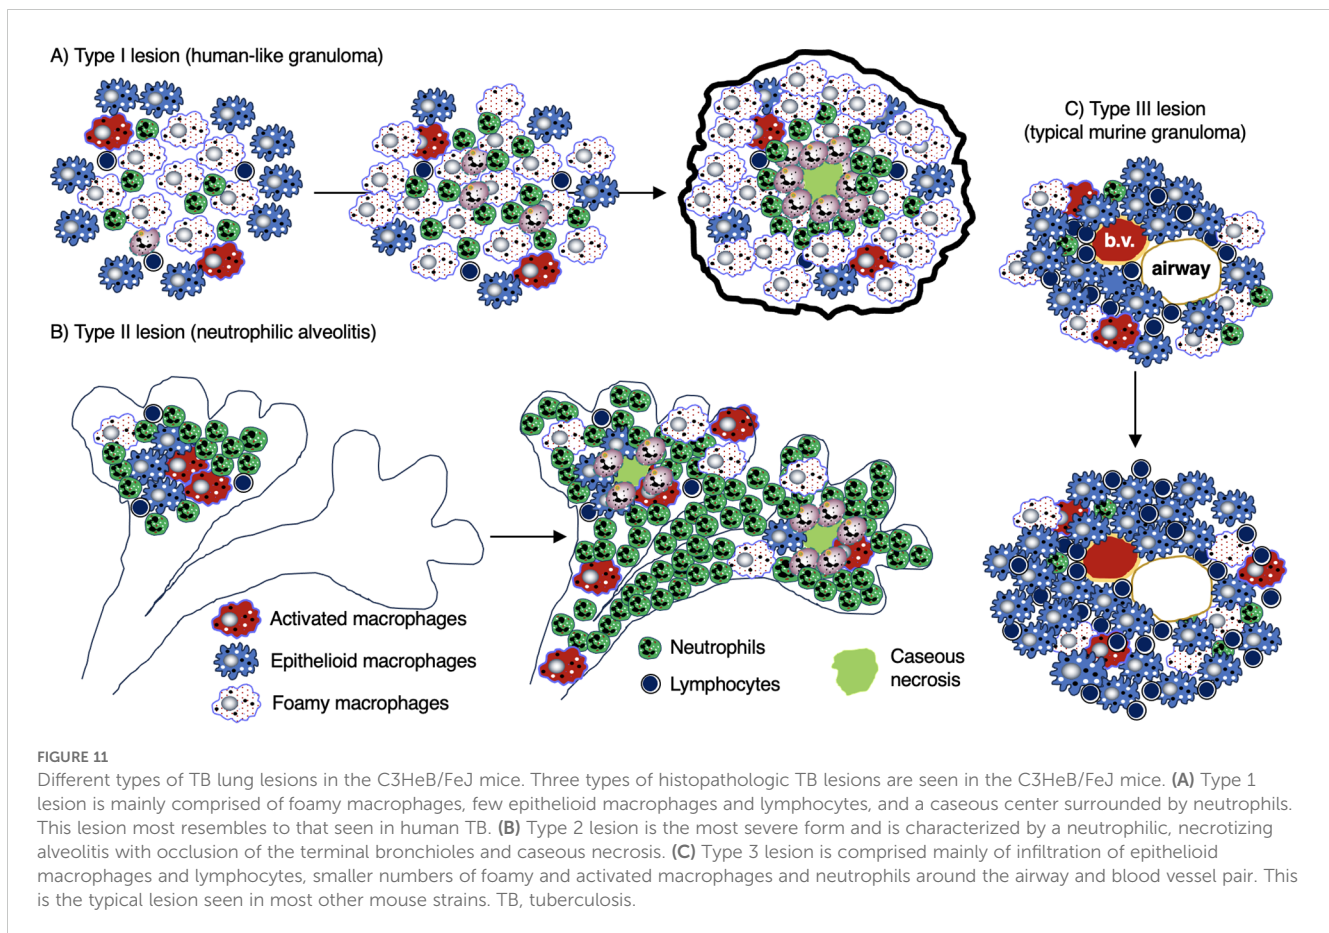 A) Type I lesion (human-like granuloma)
C) Type III lesion
(typical murine granuloma)
b.v.
airway
B) Type II lesion (neutrophilic alveolitis)
Activated macrophages
Epithelioid macrophages
Foamy macrophages
Neutrophils
Lymphocytes
Caseous
necrosis
FIGURE 11
Different types of TB lung lesions in the C3HeB/FeJ mice. Three types of histopathologic TB lesions are seen in the C3HeB/FeJ mice. (A) Type 1
lesion is mainly comprised of foamy macrophages, few epithelioid macrophages and lymphocytes, and a caseous center surrounded by neutrophils.
This lesion most resembles to that seen in human TB. (B) Type 2 lesion is the most severe form and is characterized by a neutrophilic, necrotizing
alveolitis with occlusion of the terminal bronchioles and caseous necrosis. (C) Type 3 lesion is comprised mainly of infiltration of epithelioid
macrophages and lymphocytes, smaller numbers of foamy and activated macrophages and neutrophils around the airway and blood vessel pair. This
is the typical lesion seen in most other mouse strains. TB, tuberculosis.